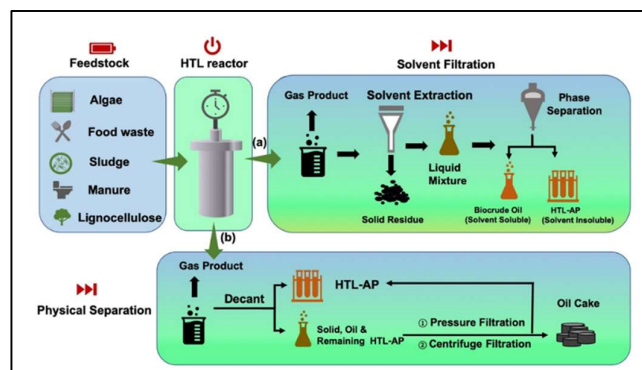 Feedstock
HTL reactor
Solvent Filtration
Algae
Food waste
Sludge
Manure
Lignocellulose
(a)
(b)
Gas Product
Solvent Extraction
Phase
Separation
Liquid
Mixture
Solid Residue
Biocrude Oil
(Solvent Soluble)
HTL-AP
(Solvent Insoluble)
Physical Separation
Gas Product
Decant
HTL-AP
Solid, Oil &
Remaining HTL-AP
① Pressure Filtration
② Centrifuge Filtration
Oil Cake